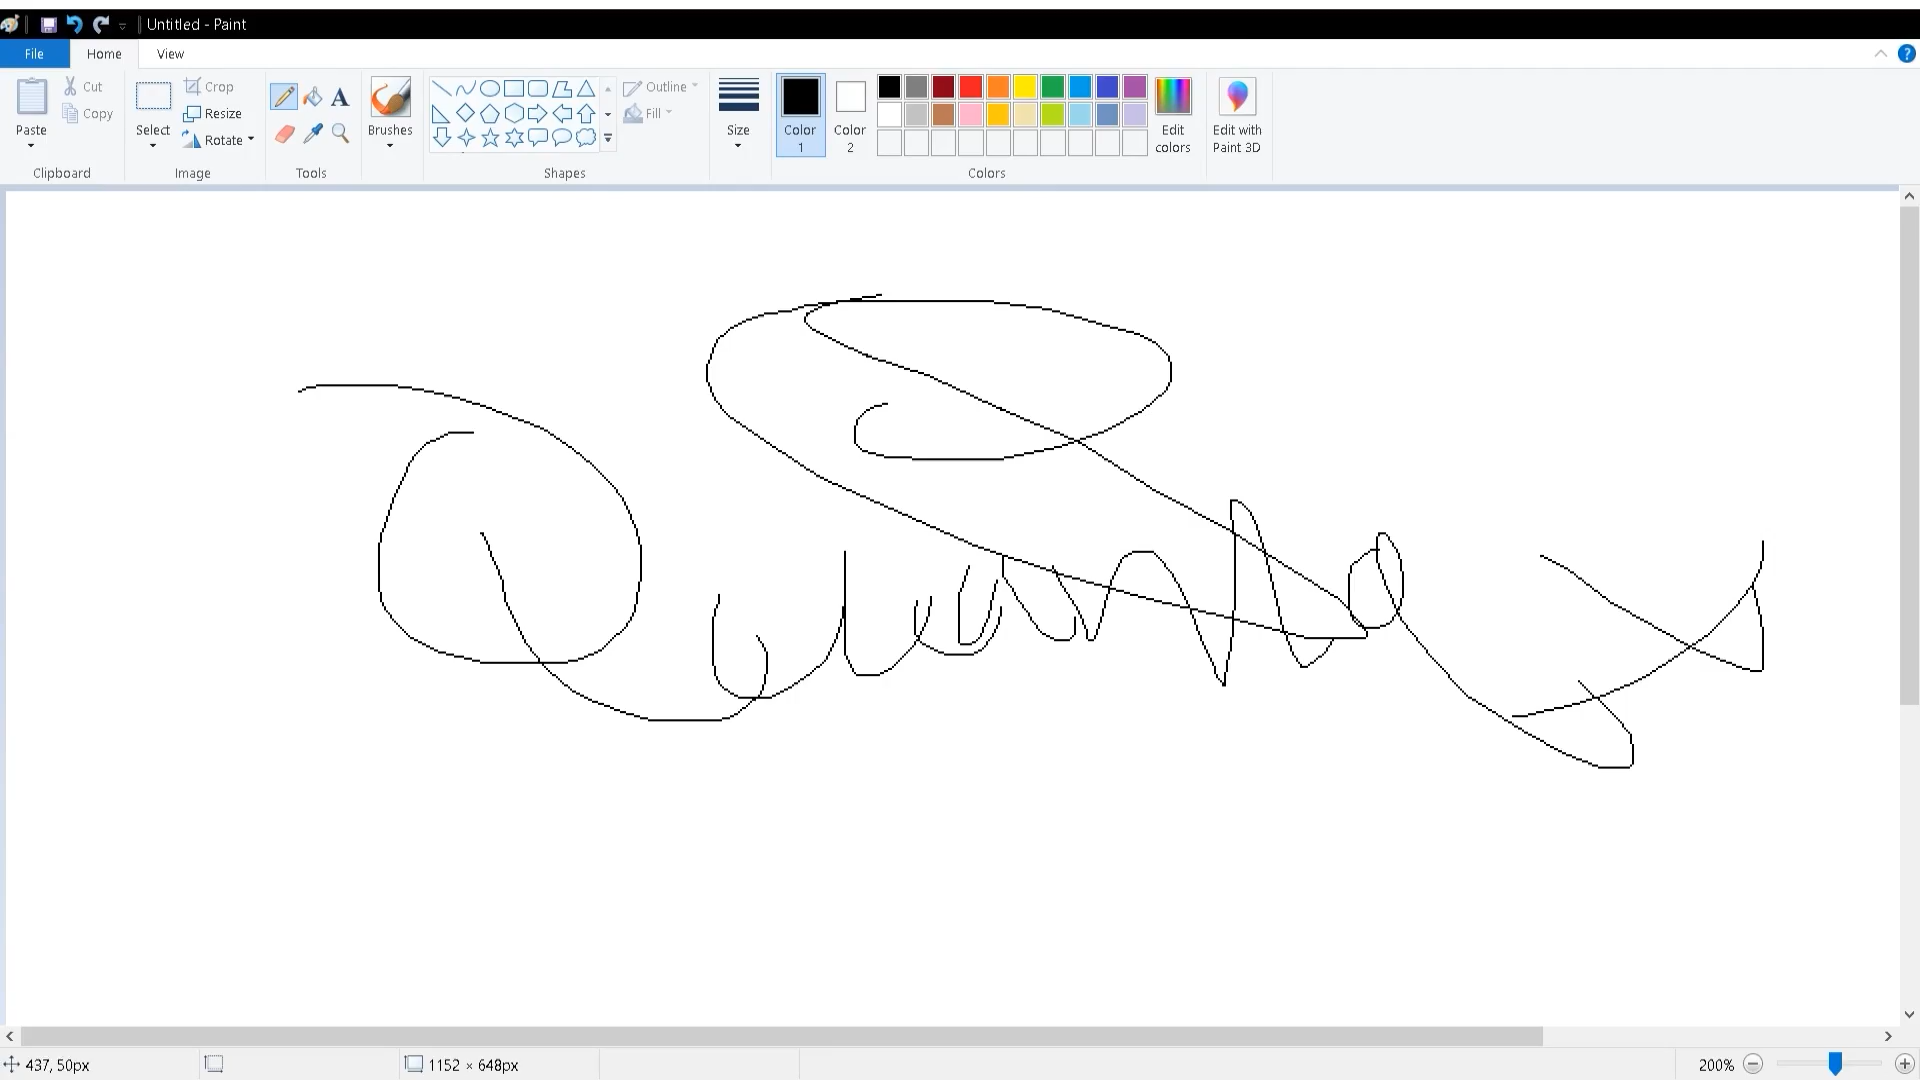 Untitled - Paint
File Home View
Paste Cut Copy Select Crop Resize Rotate Brushes Outline Fill Size Color 1 Color 2 Edit colors Edit with Paint 3D
Clipboard Image Tools Shapes Colors
437, 50px 1152 × 648px 200%